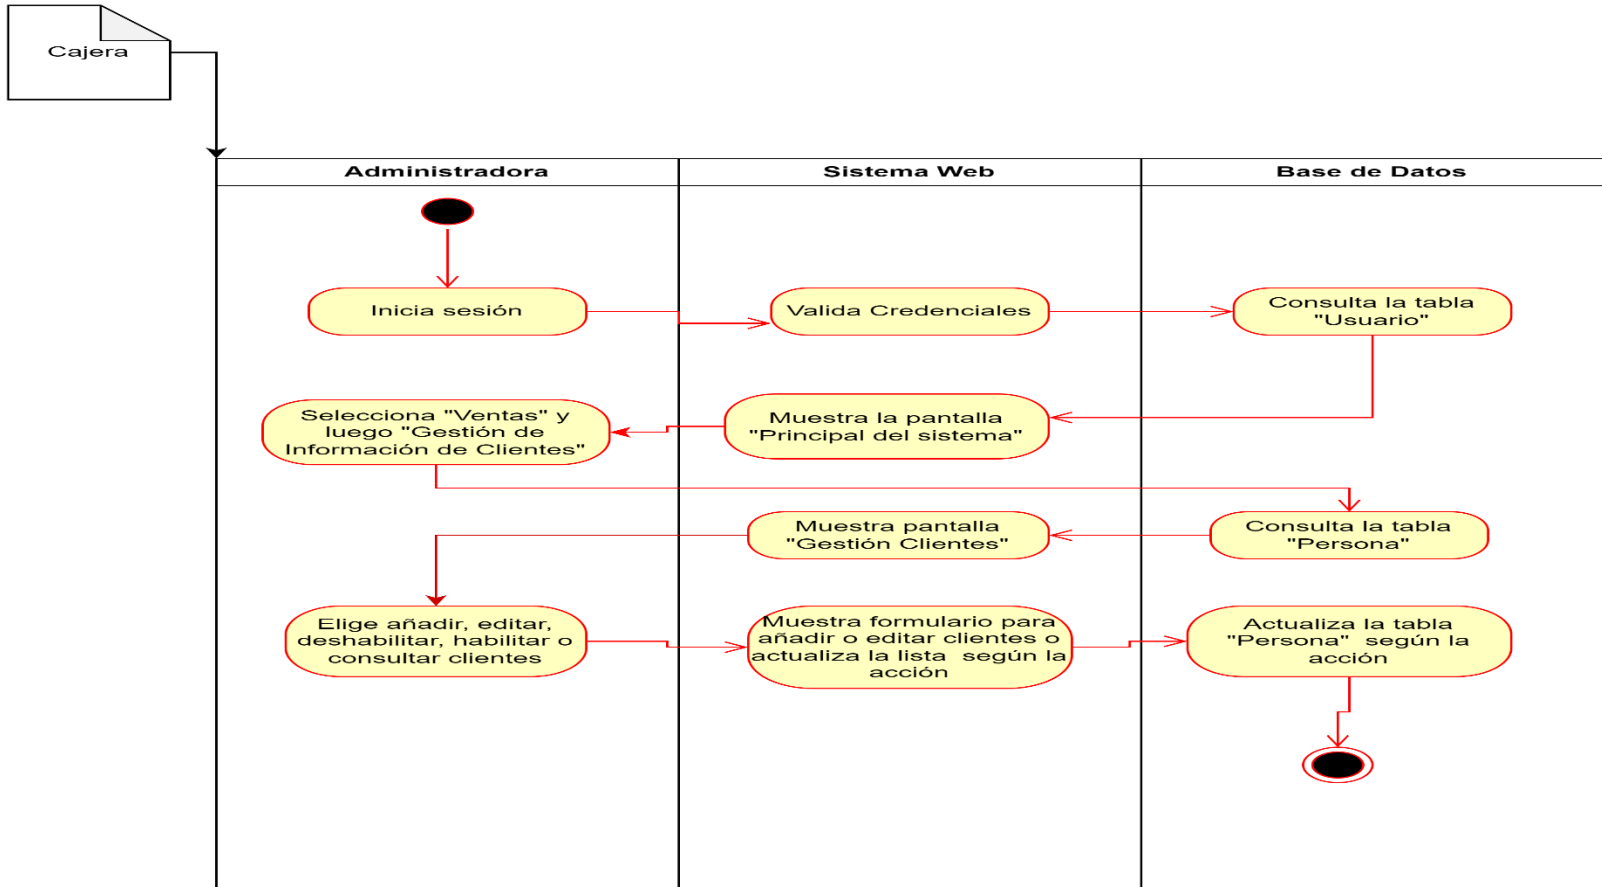 Cajera
Administradora
Sistema Web
Base de Datos
Inicia sesión
Valida Credenciales
Consulta la tabla
"Usuario"
Selecciona "Ventas" y
luego "Gestión de
Información de Clientes"
Muestra la pantalla
"Principal del sistema"
Muestra pantalla
"Gestión Clientes"
Consulta la tabla
"Persona"
Elige añadir, editar,
deshabilitar, habilitar o
consultar clientes
Muestra formulario para
añadir o editar clientes o
actualiza la lista  según la
acción
Actualiza la tabla
"Persona"  según la
acción